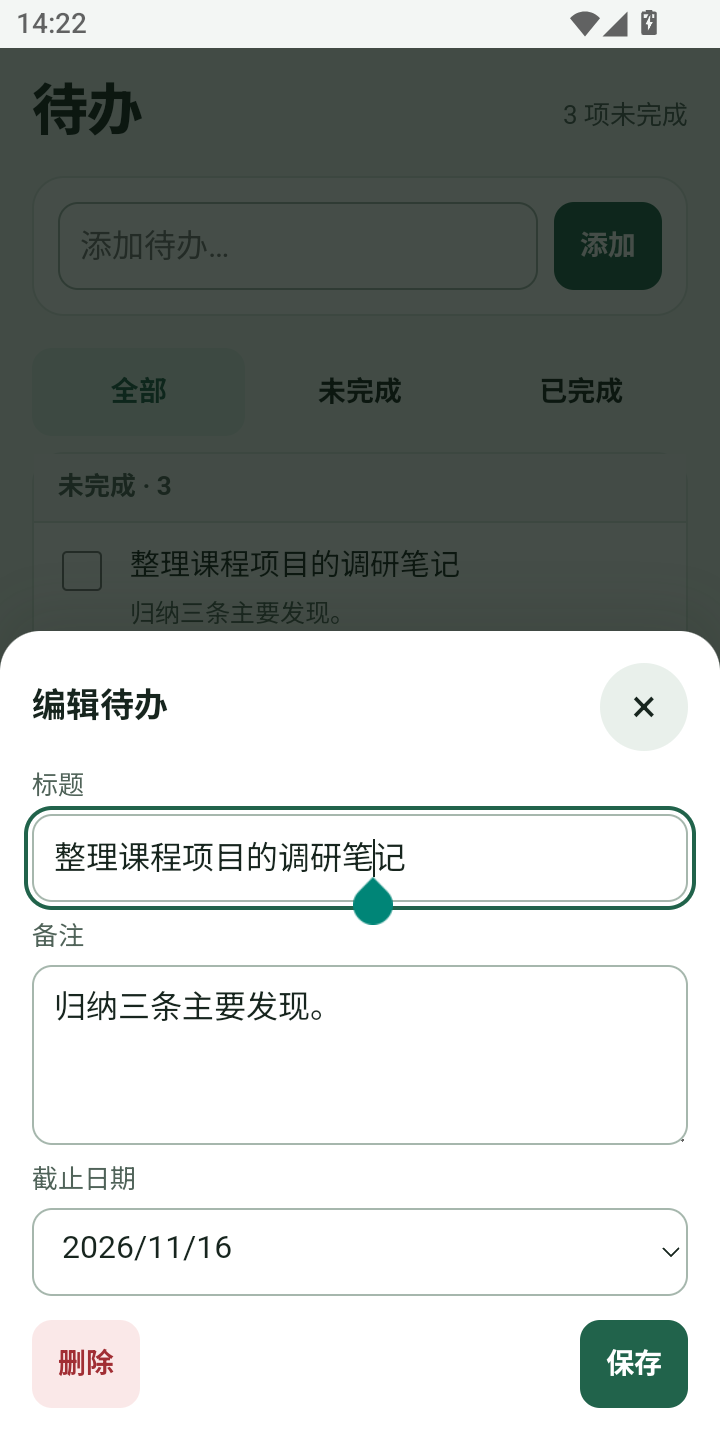 14:22
待办
3 项未完成
添加待办…
添加
全部
未完成
已完成
未完成 · 3
整理课程项目的调研笔记
归纳三条主要发现。
编辑待办
标题
整理课程项目的调研笔记
备注
归纳三条主要发现。
截止日期
2026/11/16
删除
保存